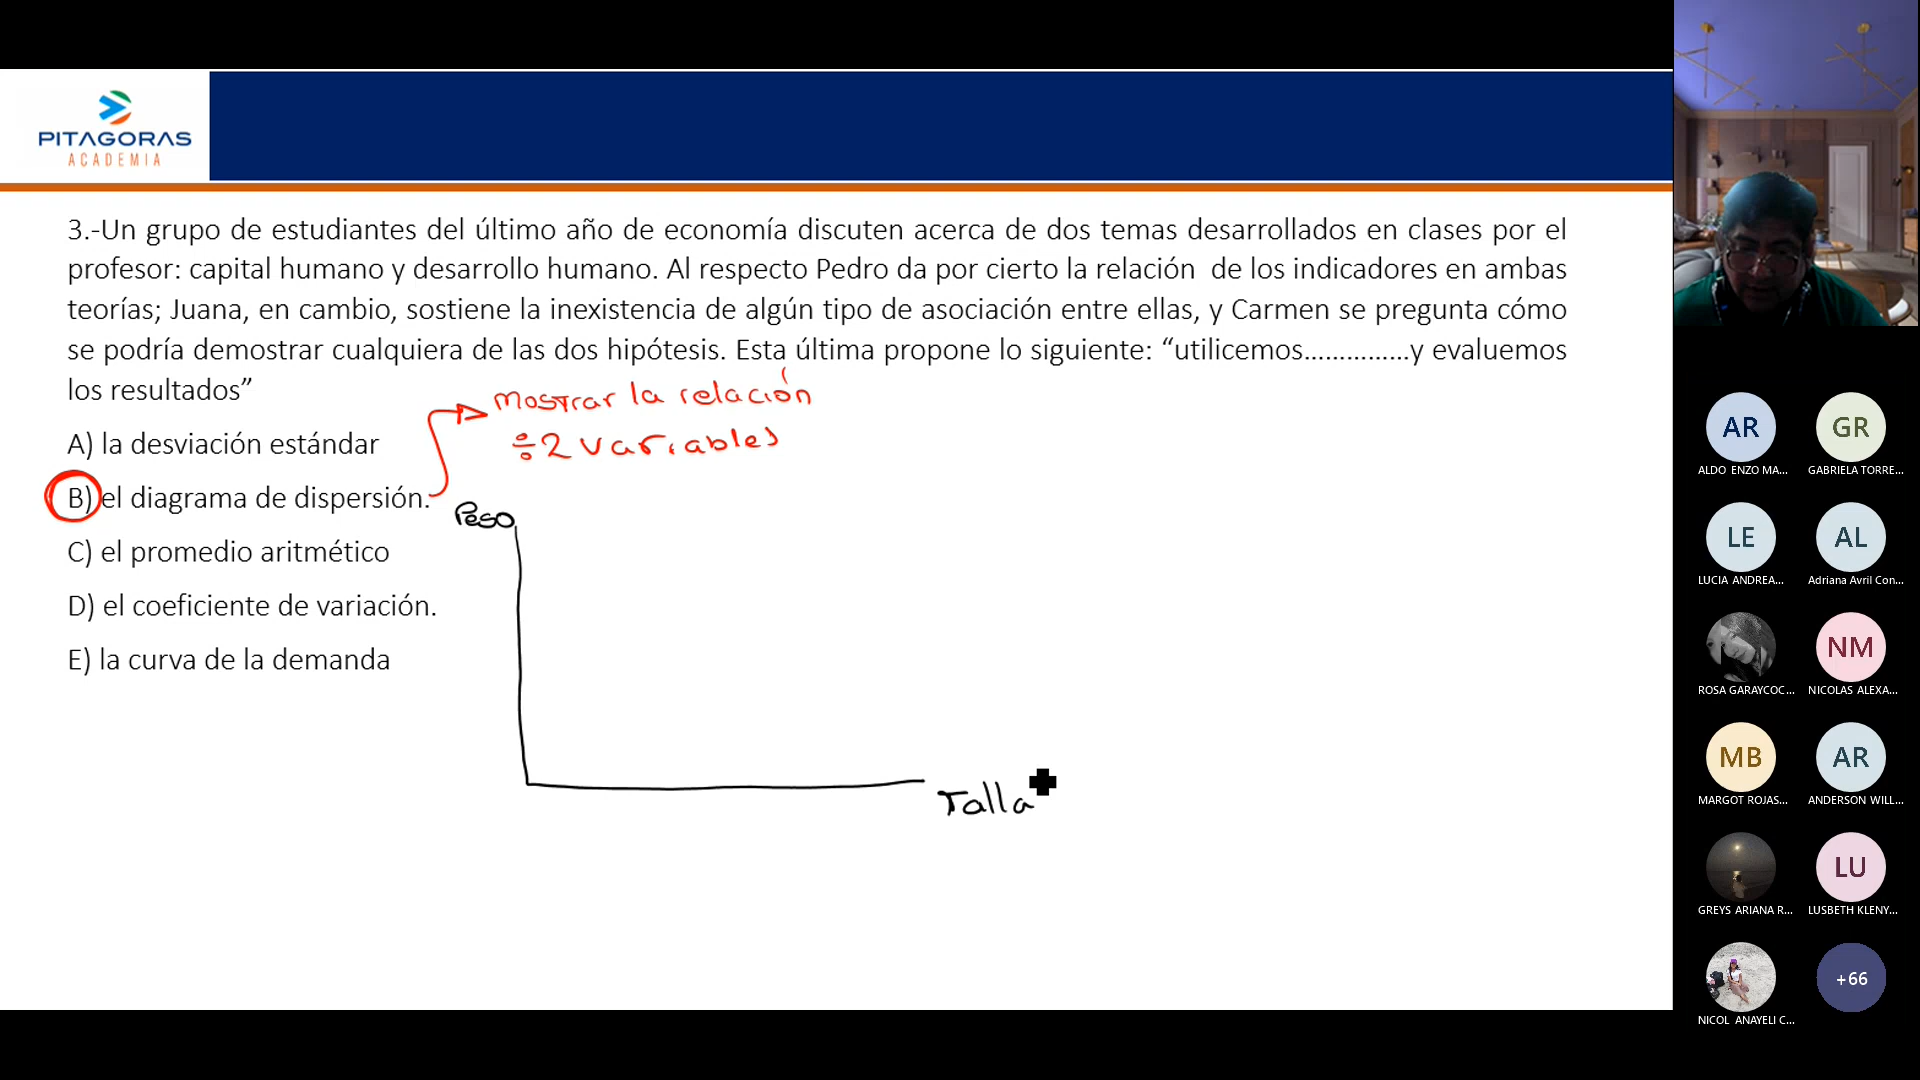 PITAGORAS
ACADEMIA
3.-Un grupo de estudiantes del último año de economía discuten acerca de dos temas desarrollados en clases por el
profesor: capital humano y desarrollo humano. Al respecto Pedro da por cierto la relación de los indicadores en ambas
teorías; Juana, en cambio, sostiene la inexistencia de algún tipo de asociación entre ellas, y Carmen se pregunta cómo
se podría demostrar cualquiera de las dos hipótesis. Esta última propone lo siguiente: “utilicemos...............y evaluemos
los resultados”
mostrar la relación
÷2 variables
A) la desviación estándar
B) el diagrama de dispersión.
C) el promedio aritmético
D) el coeficiente de variación.
E) la curva de la demanda
Peso
Talla
AR
GR
ALDO ENZO MA...
GABRIELA TORRE...
LE
AL
LUCIA ANDREA...
Adriana Avril Con...
NM
ROSA GARAYCOC...
NICOLAS ALEXA...
MB
AR
MARGOT ROJAS...
ANDERSON WILL...
LU
GREYS ARIANA R...
LUSBETH KLENY...
+66
NICOL ANAYELI C...